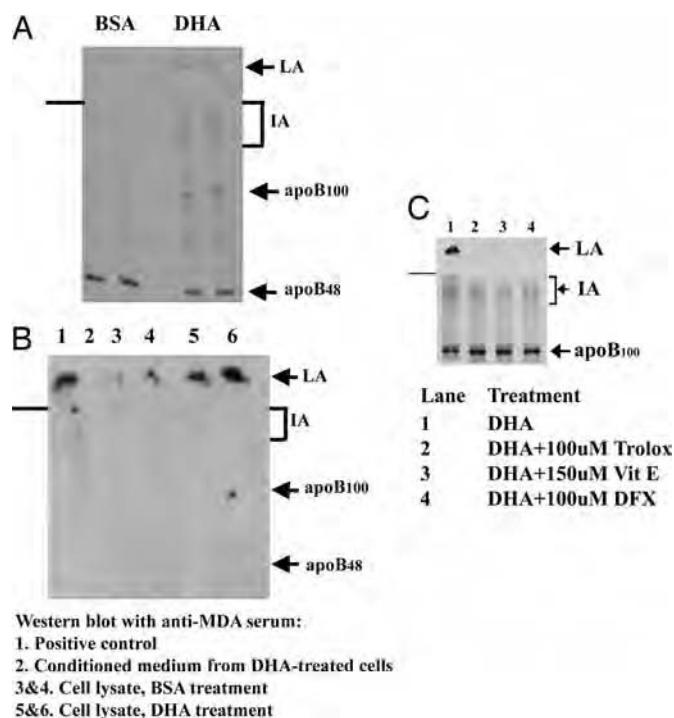 A
BSA DHA
LA
IA
apoB100
apoB48
B
1 2 3 4 5 6
LA
IA
apoB100
apoB48
Western blot with anti-MDA serum:
1. Positive control
2. Conditioned medium from DHA-treated cells
3&4. Cell lysate, BSA treatment
5&6. Cell lysate, DHA treatment
C
1 2 3 4
LA
IA
apoB100
Lane Treatment
1 DHA
2 DHA+100uM Trolox
3 DHA+150uM Vit E
4 DHA+100uM DFX